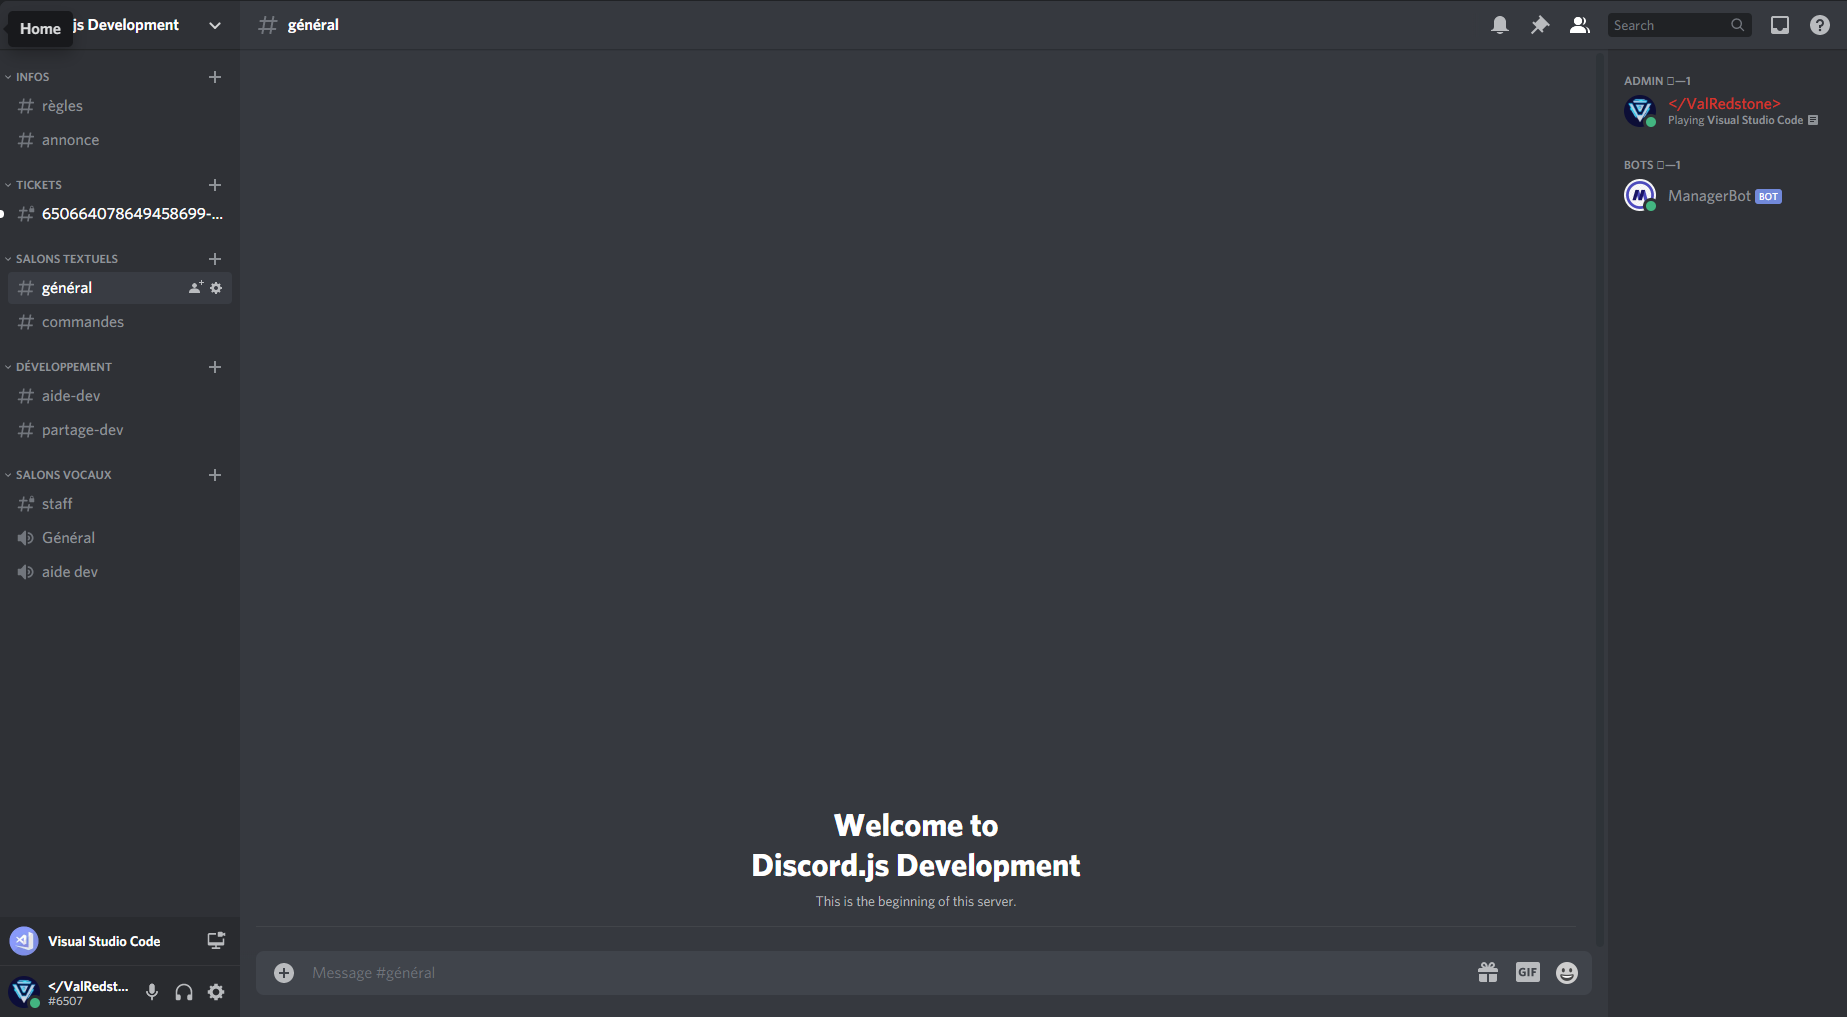 Home
js Development
INFOS
règles
annonce
TICKETS
650664078649458699-...
SALONS TEXTUELS
général
commandes
DÉVELOPPEMENT
aide-dev
partage-dev
SALONS VOCAUX
staff
Général
aide dev
Visual Studio Code
</ValRedst...
#6507
général
Search
Welcome to
Discord.js Development
This is the beginning of this server.
Message #général
GIF
ADMIN ▯—1
</ValRedstone>
Playing Visual Studio Code
BOTS ▯—1
ManagerBot BOT